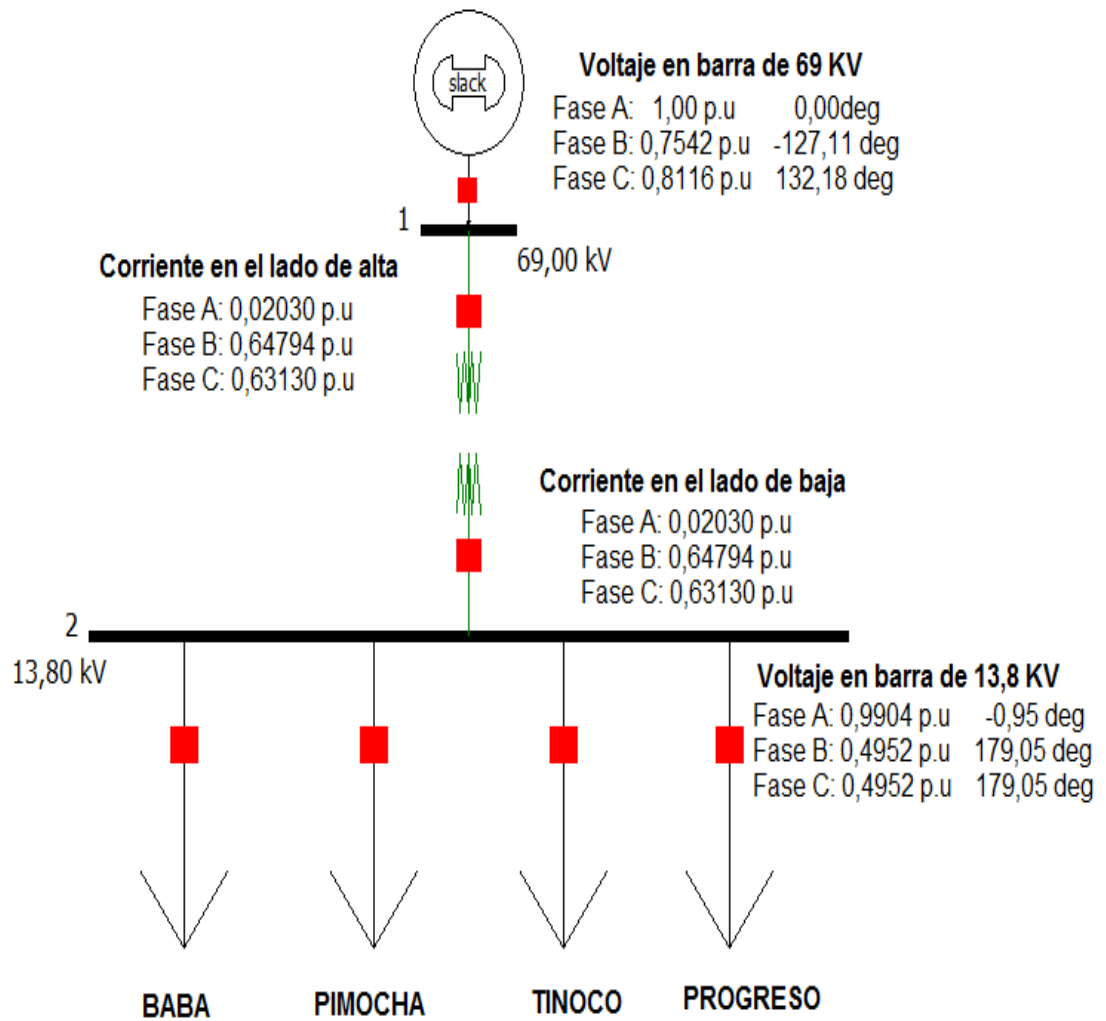 slack
Voltaje en barra de 69 KV
Fase A: 1,00 p.u 0,00deg
Fase B: 0,7542 p.u -127,11 deg
Fase C: 0,8116 p.u 132,18 deg
1
69,00 kV
Corriente en el lado de alta
Fase A: 0,02030 p.u
Fase B: 0,64794 p.u
Fase C: 0,63130 p.u
Corriente en el lado de baja
Fase A: 0,02030 p.u
Fase B: 0,64794 p.u
Fase C: 0,63130 p.u
2
13,80 kV
Voltaje en barra de 13,8 KV
Fase A: 0,9904 p.u -0,95 deg
Fase B: 0,4952 p.u 179,05 deg
Fase C: 0,4952 p.u 179,05 deg
BABA PIMOCHA TINOCO PROGRESO